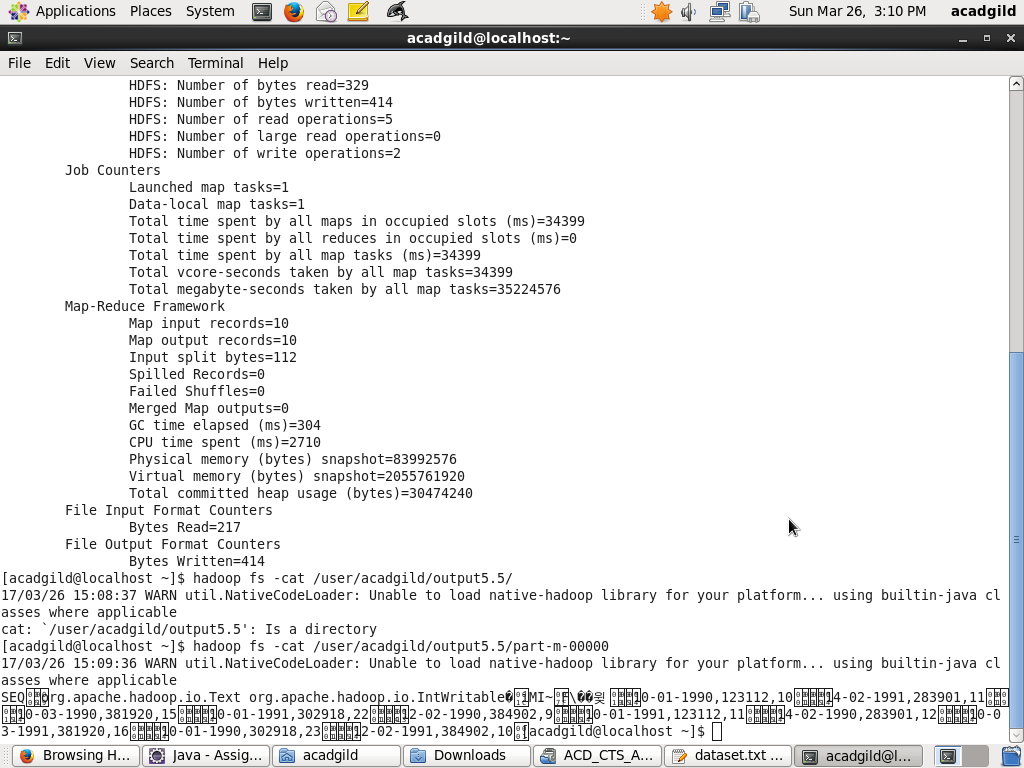 Applications Places System Sun Mar 26, 3:10 PM acadgild
acadgild@localhost:~
File Edit View Search Terminal Help
HDFS: Number of bytes read=329
HDFS: Number of bytes written=414
HDFS: Number of read operations=5
HDFS: Number of large read operations=0
HDFS: Number of write operations=2
Job Counters
Launched map tasks=1
Data-local map tasks=1
Total time spent by all maps in occupied slots (ms)=34399
Total time spent by all reduces in occupied slots (ms)=0
Total time spent by all map tasks (ms)=34399
Total vcore-seconds taken by all map tasks=34399
Total megabyte-seconds taken by all map tasks=35224576
Map-Reduce Framework
Map input records=10
Map output records=10
Input split bytes=112
Spilled Records=0
Failed Shuffles=0
Merged Map outputs=0
GC time elapsed (ms)=304
CPU time spent (ms)=2710
Physical memory (bytes) snapshot=83992576
Virtual memory (bytes) snapshot=2055761920
Total committed heap usage (bytes)=30474240
File Input Format Counters
Bytes Read=217
File Output Format Counters
Bytes Written=414
[acadgild@localhost ~]$ hadoop fs -cat /user/acadgild/output5.5/
17/03/26 15:08:37 WARN util.NativeCodeLoader: Unable to load native-hadoop library for your platform... using builtin-java cl
asses where applicable
cat: `/user/acadgild/output5.5': Is a directory
[acadgild@localhost ~]$ hadoop fs -cat /user/acadgild/output5.5/part-m-00000
17/03/26 15:09:36 WARN util.NativeCodeLoader: Unable to load native-hadoop library for your platform... using builtin-java cl
asses where applicable
SEQ org.apache.hadoop.io.Text org.apache.hadoop.io.IntWritable MI~ \ 0-01-1990,123112,10 4-02-1991,283901,11
0-03-1990,381920,15 0-01-1991,302918,22 2-02-1990,384902,9 0-01-1991,123112,11 4-02-1990,283901,12 0-0
3-1991,381920,16 0-01-1990,302918,23 2-02-1991,384902,10 [acadgild@localhost ~]$
Browsing H... Java - Assig... acadgild Downloads ACD_CTS_A... dataset.txt ... acadgild@l...